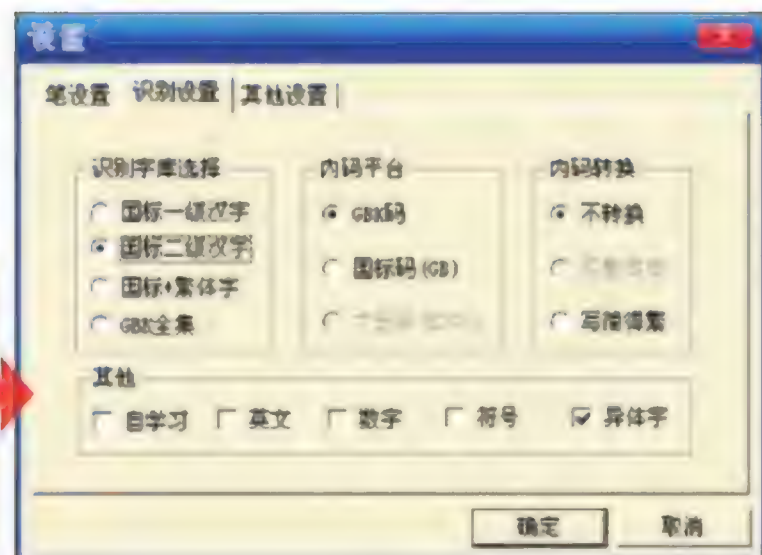 设置
笔设置 识别设置 其他设置
识别字库选择 内码平台 内码转换
国标一级汉字 GBK码 不转换
国标二级汉字 国标码(GB)
国标+繁体字
GBK全集 写简得繁
其他
自学习 英文 数字 符号 异体字
确定 取消